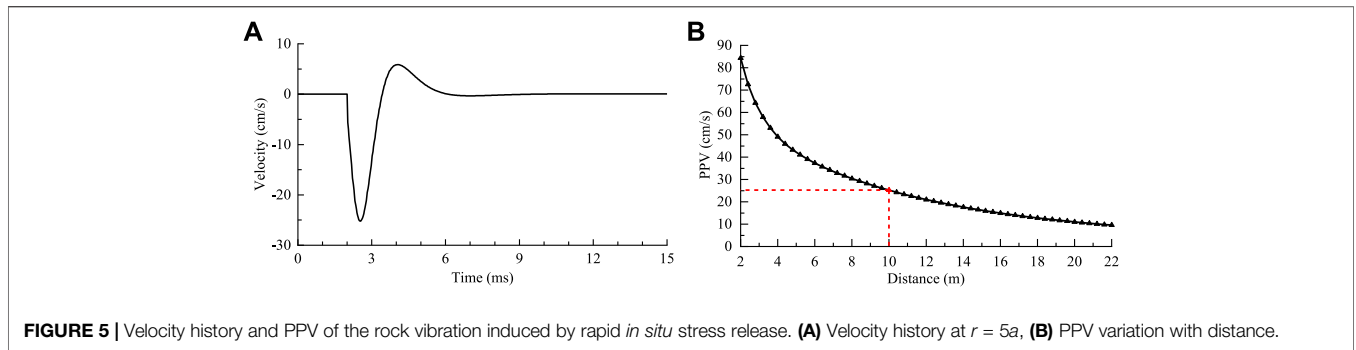 A
10
0
-10
-20
-30
Velocity (cm/s)
0 3 6 9 12 15
Time (ms)
B
90
80
70
60
50
40
30
20
10
0
PPV (cm/s)
2 4 6 8 10 12 14 16 18 20 22
Distance (m)
FIGURE 5 | Velocity history and PPV of the rock vibration induced by rapid in situ stress release. (A) Velocity history at r = 5a, (B) PPV variation with distance.